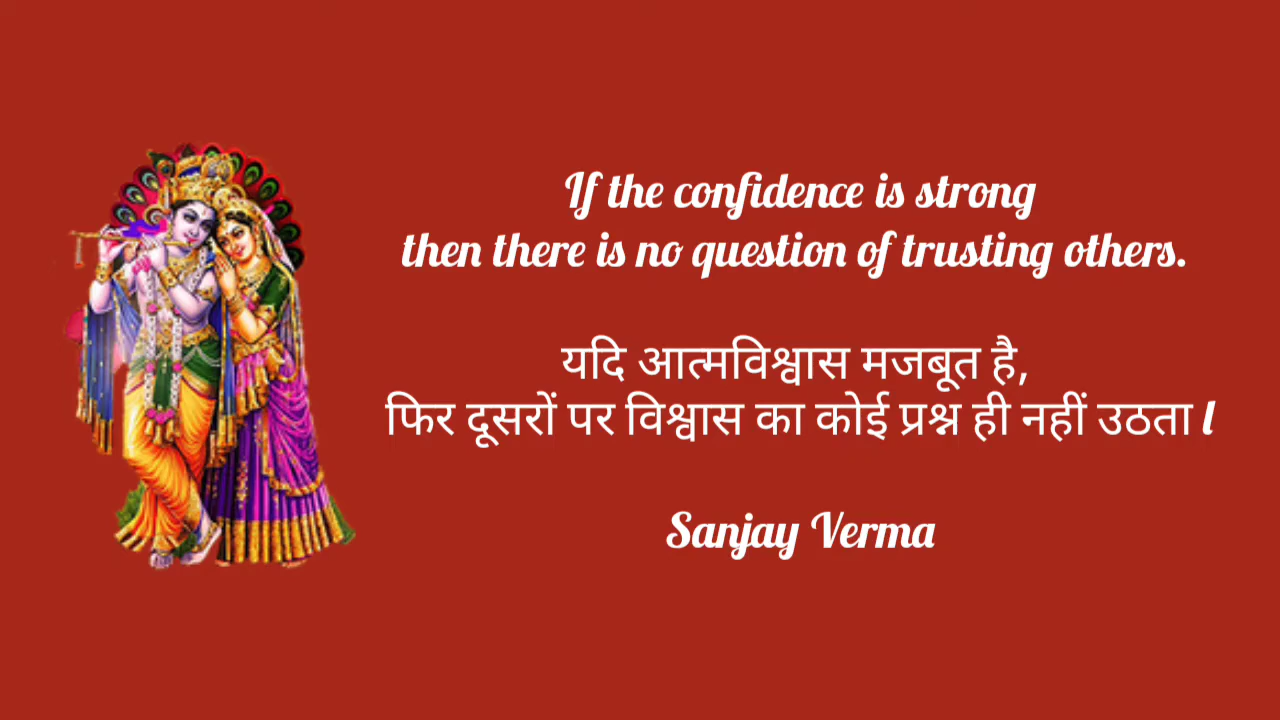 If the confidence is strong
then there is no question of trusting others.
यदि आत्मविश्वास मजबूत है,
फिर दूसरों पर विश्वास का कोई प्रश्न ही नहीं उठता l
Sanjay Verma